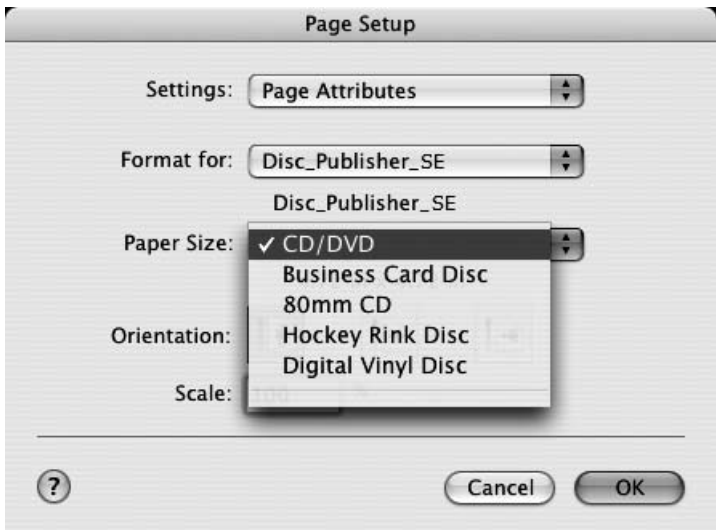 Page Setup
Settings: Page Attributes
Format for: Disc_Publisher_SE
Disc_Publisher_SE
Paper Size: ✓ CD/DVD
Business Card Disc
80mm CD
Orientation: Hockey Rink Disc
Digital Vinyl Disc
Scale: 100 %
? Cancel OK